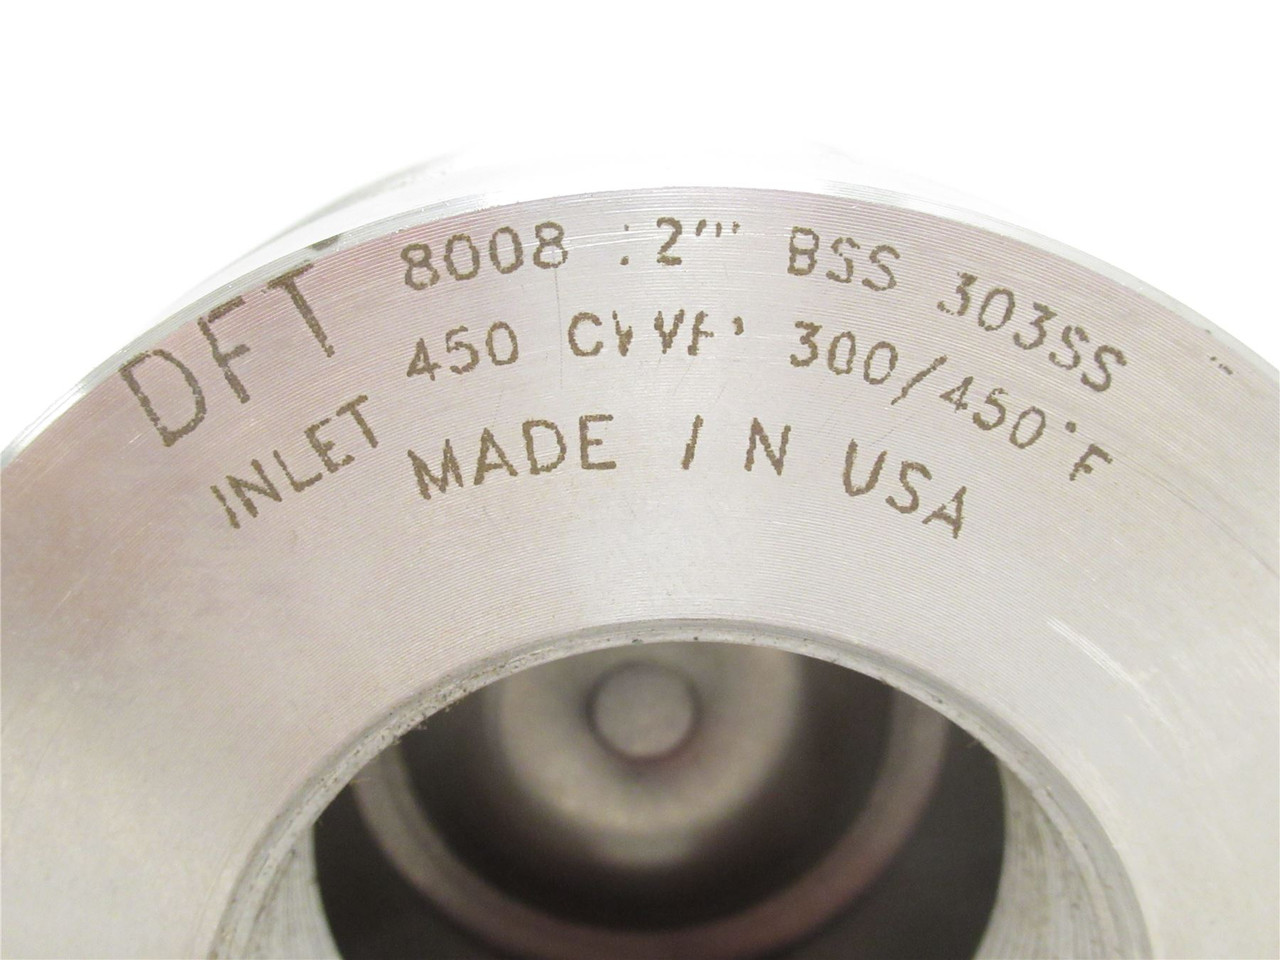 DFT 8008 2" BSS 303SS
INLET 450 CWP 300/450°F
MADE IN USA